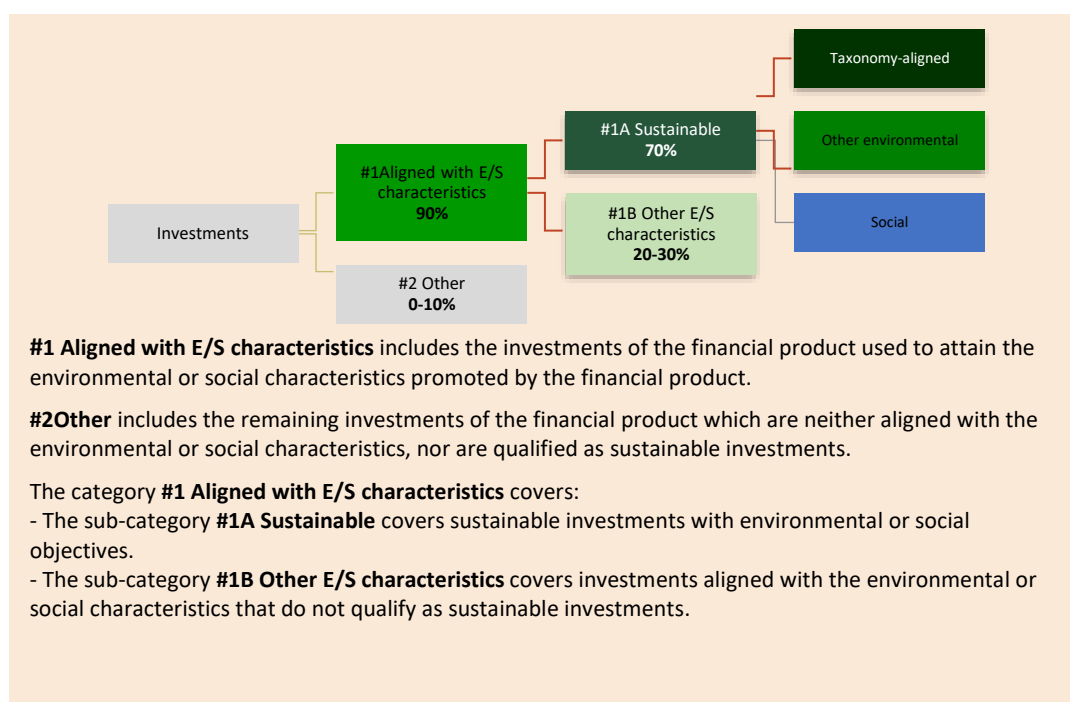 Taxonomy-aligned
#1A Sustainable
70%
Other environmental
#1Aligned with E/S
characteristics
90%
#1B Other E/S
characteristics
20-30%
Social
Investments
#2 Other
0-10%
#1 Aligned with E/S characteristics includes the investments of the financial product used to attain the
environmental or social characteristics promoted by the financial product.
#2Other includes the remaining investments of the financial product which are neither aligned with the
environmental or social characteristics, nor are qualified as sustainable investments.
The category #1 Aligned with E/S characteristics covers:
- The sub-category #1A Sustainable covers sustainable investments with environmental or social
objectives.
- The sub-category #1B Other E/S characteristics covers investments aligned with the environmental or
social characteristics that do not qualify as sustainable investments.